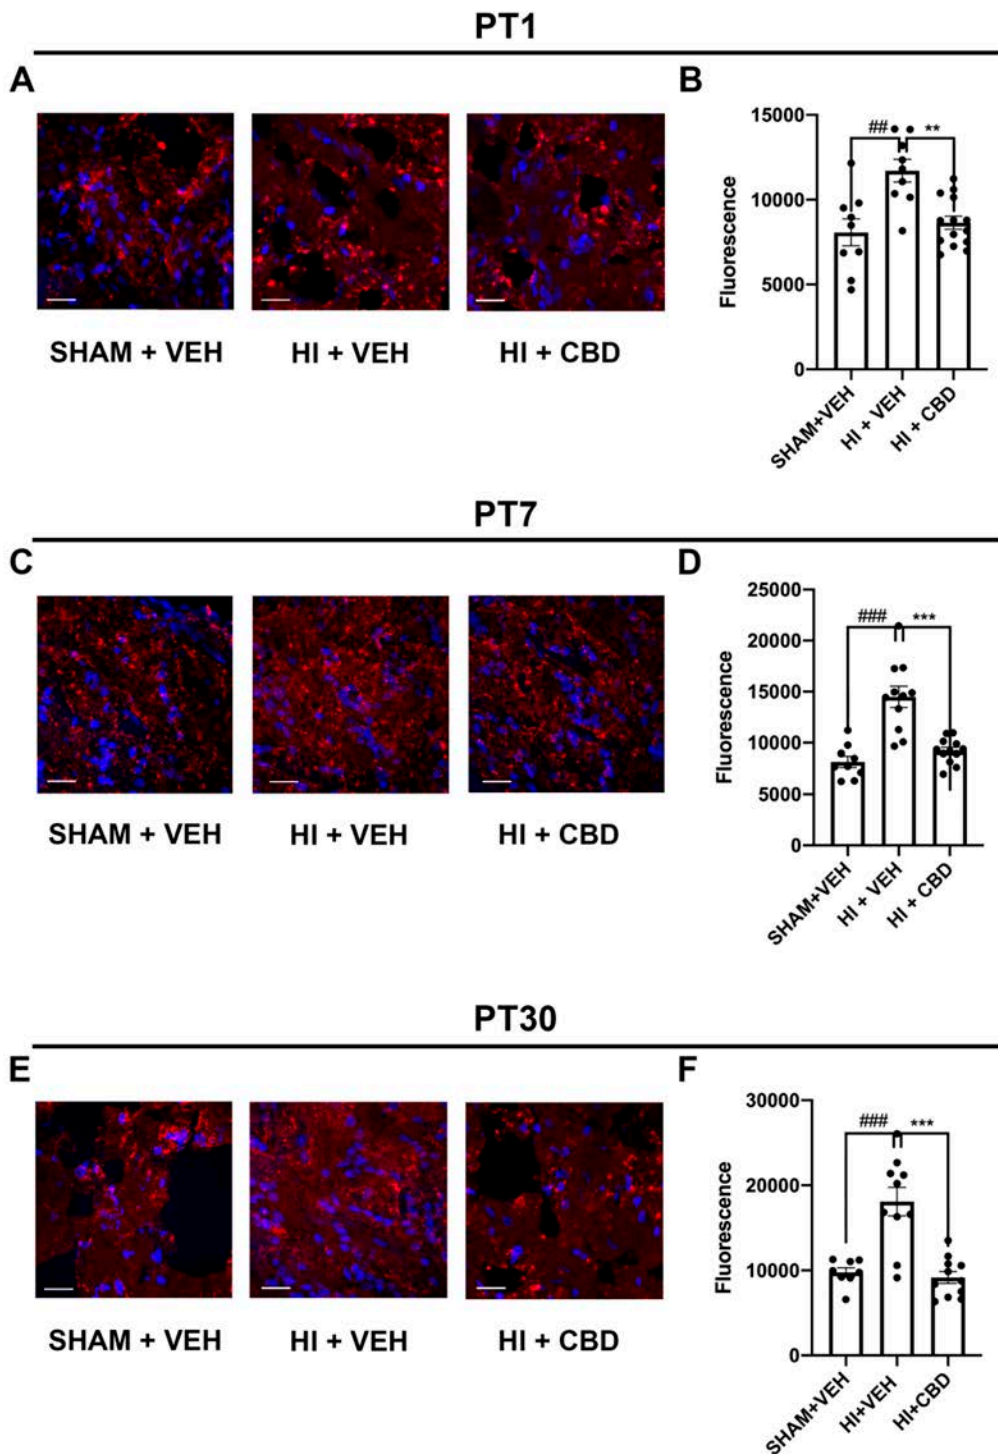 PT1
A
B
SHAM + VEH
HI + VEH
HI + CBD
Fluorescence
15000
10000
5000
0
##
**
SHAM+VEH
HI + VEH
HI + CBD
PT7
C
D
SHAM + VEH
HI + VEH
HI + CBD
Fluorescence
25000
20000
15000
10000
5000
0
###
***
SHAM+VEH
HI + VEH
HI + CBD
PT30
E
F
SHAM + VEH
HI + VEH
HI + CBD
Fluorescence
30000
20000
10000
0
###
***
SHAM+VEH
HI+VEH
HI+CBD